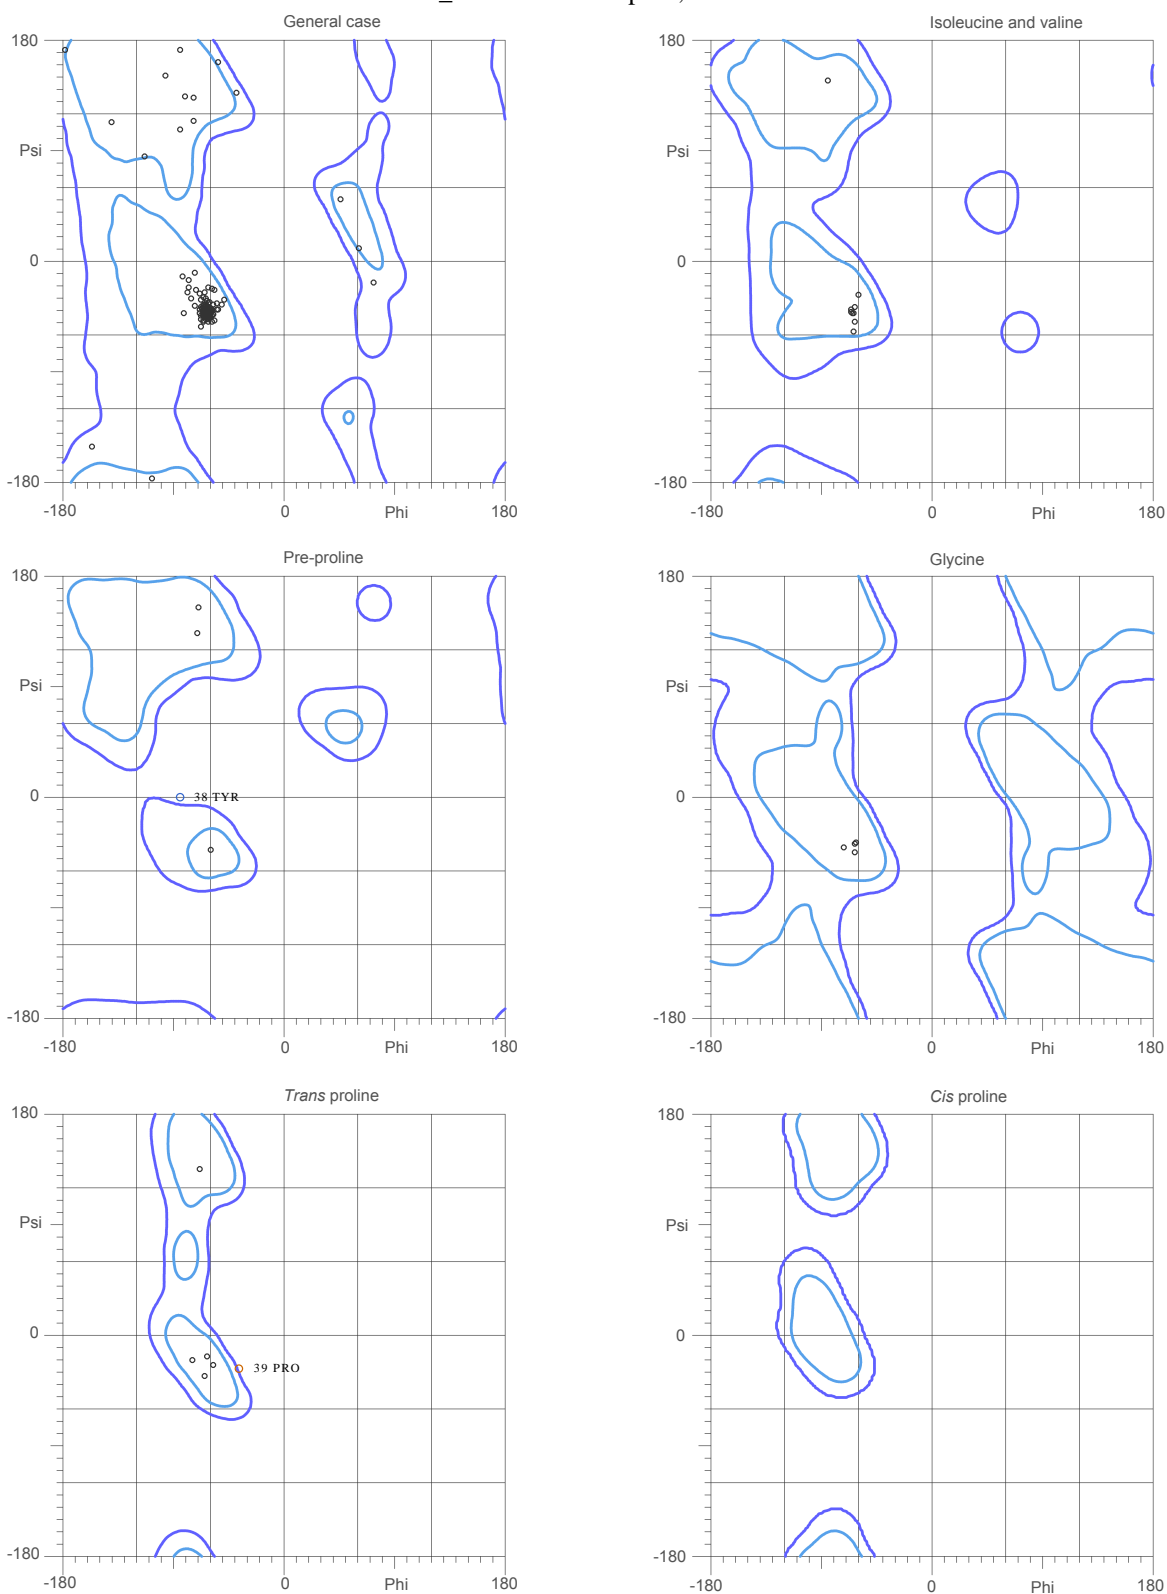 General case
Isoleucine and valine
180
Psi
0
-180
-180
0
Phi
180
180
Psi
0
-180
-180
0
Phi
180
Pre-proline
Glycine
180
Psi
0
-180
38 TYR
-180
0
Phi
180
180
Psi
0
-180
-180
0
Phi
180
Trans proline
Cis proline
180
Psi
0
-180
39 PRO
-180
0
Phi
180
180
Psi
0
-180
-180
0
Phi
180